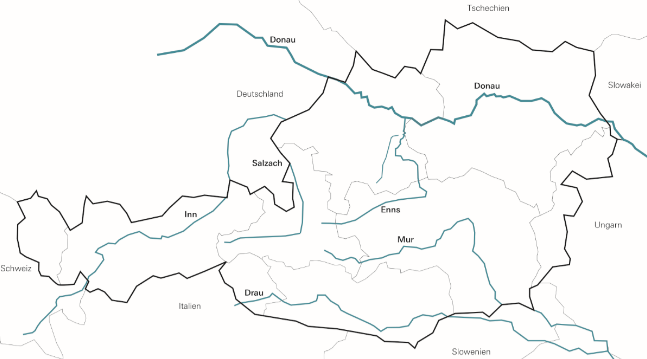 Tschechien
Donau
Donau
Slowakei
Deutschland
Salzach
Enns
Inn
Ungarn
Mur
Schweiz
Drau
Italien
Slowenien